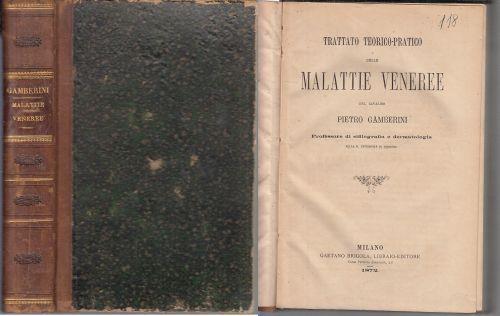 GAMBERINI
MALATTIE
VENEREE
118
TRATTATO TEORICO-PRATICO
DELLE
MALATTIE VENEREE
DEL CAVALIER
PIETRO GAMBERINI
Professore di sifilografia e dermatologia
MILANO
GAETANO BRIGOLA, LIBRAIO-EDITORE
1872